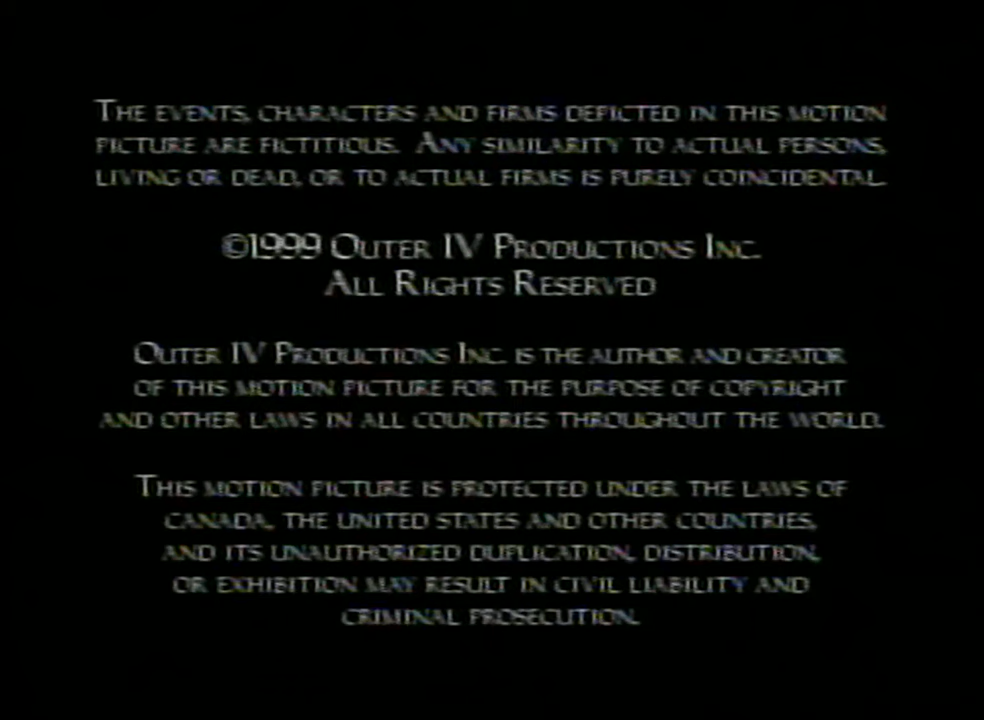 The events, characters and firms depicted in this motion
picture are fictitious. Any similarity to actual persons,
living or dead, or to actual firms is purely coincidental.
©1999 Outer IV Productions Inc.
All Rights Reserved
Outer IV Productions Inc. is the author and creator
of this motion picture for the purpose of copyright
and other laws in all countries throughout the world.
This motion picture is protected under the laws of
Canada, the United States and other countries,
and its unauthorized duplication, distribution,
or exhibition may result in civil liability and
criminal prosecution.